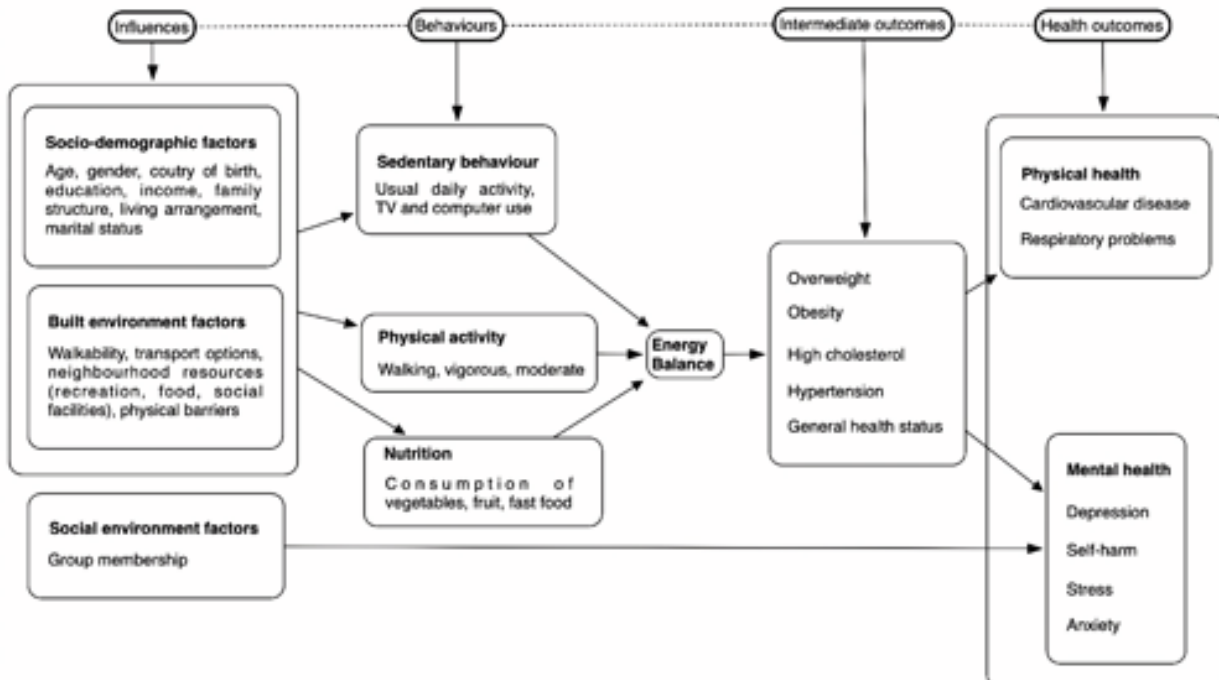 Influences
Behaviours
Intermediate outcomes
Health outcomes
Socio-demographic factors
Age, gender, coutry of birth,
education, income, family
structure, living arrangement,
marital status
Built environment factors
Walkability, transport options,
neighbourhood resources
(recreation, food, social
facilities), physical barriers
Social environment factors
Group membership
Sedentary behaviour
Usual daily activity,
TV and computer use
Physical activity
Walking, vigorous, moderate
Nutrition
Consumption of
vegetables, fruit, fast food
Energy
Balance
Overweight
Obesity
High cholesterol
Hypertension
General health status
Physical health
Cardiovascular disease
Respiratory problems
Mental health
Depression
Self-harm
Stress
Anxiety